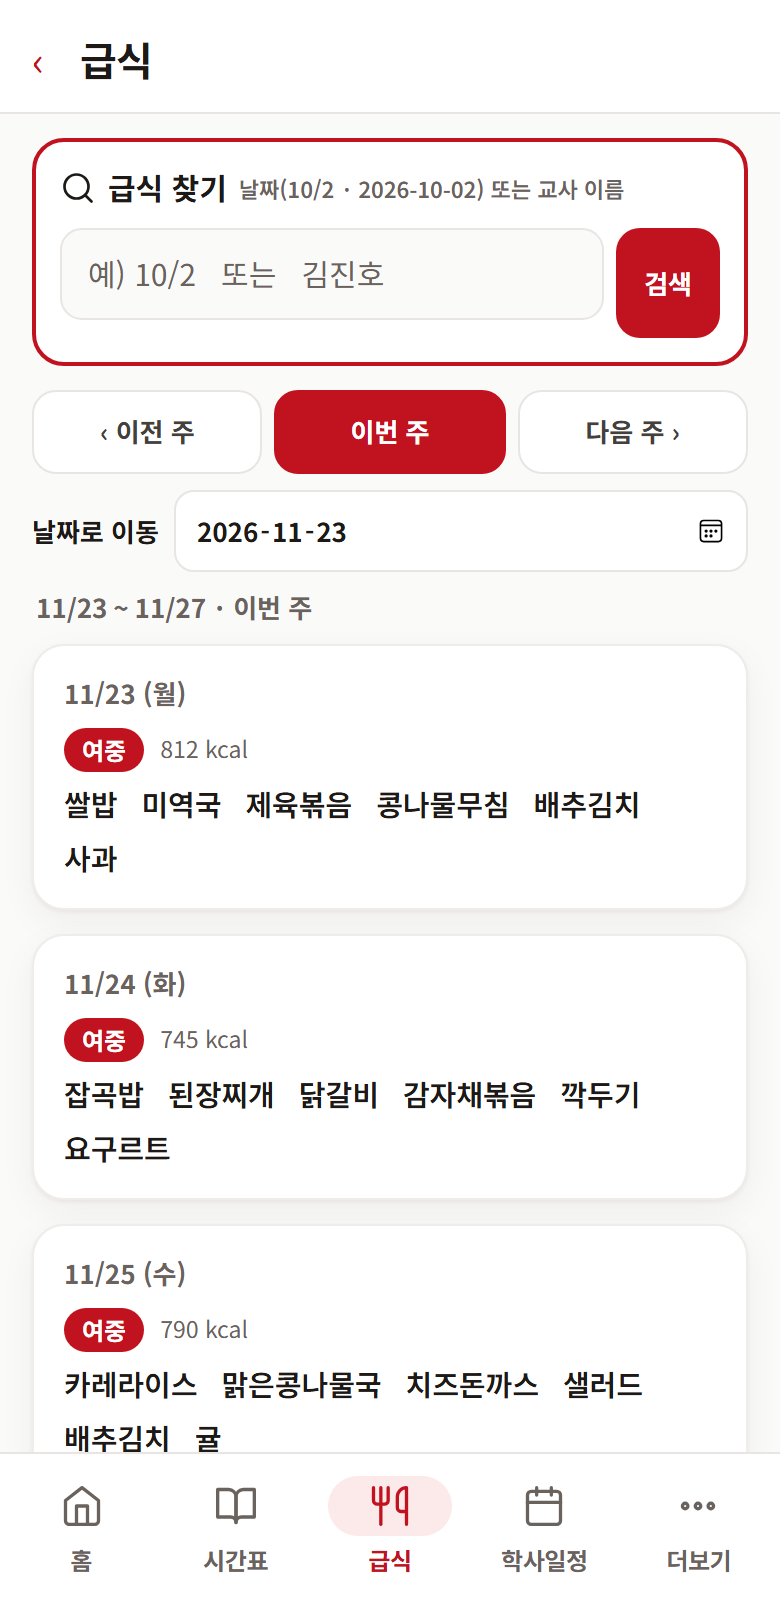 ‹ 급식
급식 찾기 날짜(10/2 · 2026-10-02) 또는 교사 이름
예) 10/2 또는 김진호
검색
‹ 이전 주
이번 주
다음 주 ›
날짜로 이동
2026-11-23
11/23 ~ 11/27 · 이번 주
11/23 (월)
여중 812 kcal
쌀밥 미역국 제육볶음 콩나물무침 배추김치
사과
11/24 (화)
여중 745 kcal
잡곡밥 된장찌개 닭갈비 감자채볶음 깍두기
요구르트
11/25 (수)
여중 790 kcal
카레라이스 맑은콩나물국 치즈돈까스 샐러드
배추김치 귤
홈
시간표
급식
학사일정
더보기